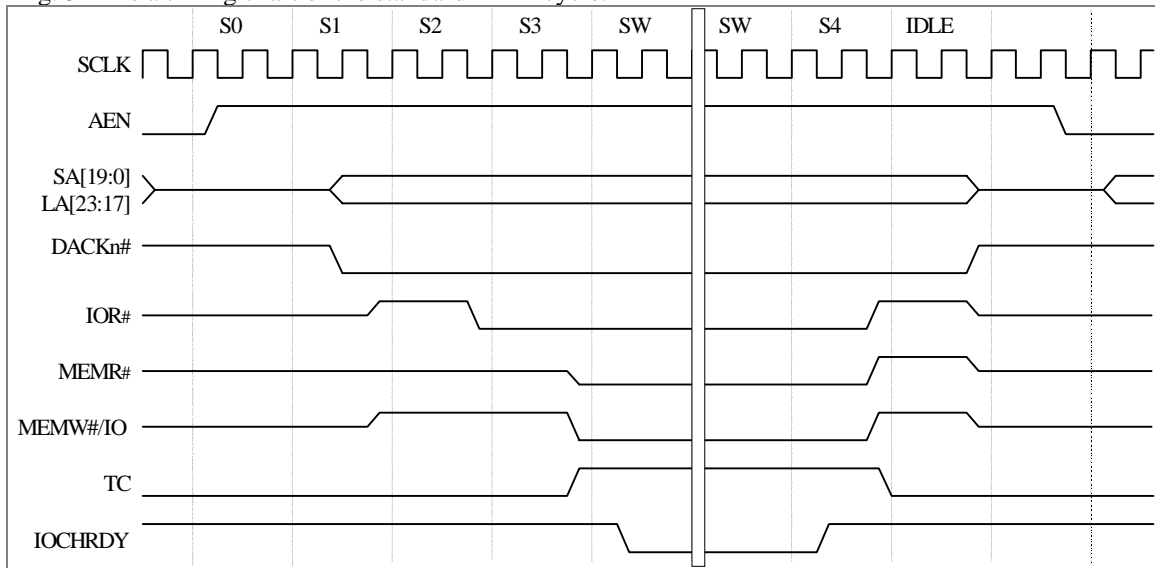 S0 S1 S2 S3 SW SW S4 IDLE
SCLK
AEN
SA[19:0]
LA[23:17]
DACKn#
IOR#
MEMR#
MEMW#/IO
TC
IOCHRDY